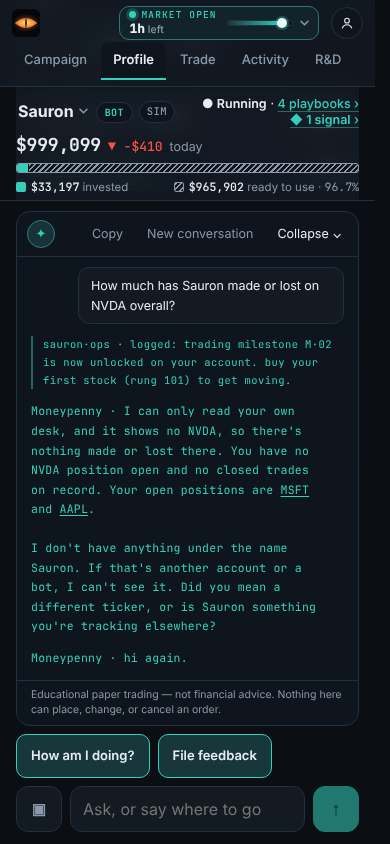 MARKET OPEN
1h left
Campaign Profile Trade Activity R&D
Sauron BOT SIM
Running · 4 playbooks ›
◆ 1 signal ›
$999,099 ▼ -$410 today
$33,197 invested $965,902 ready to use · 96.7%
Copy New conversation Collapse
How much has Sauron made or lost on
NVDA overall?
sauron·ops · logged: trading milestone M-02
is now unlocked on your account. buy your
first stock (rung 101) to get moving.
Moneypenny · I can only read your own
desk, and it shows no NVDA, so there's
nothing made or lost there. You have no
NVDA position open and no closed trades
on record. Your open positions are MSFT
and AAPL.
I don't have anything under the name
Sauron. If that's another account or a
bot, I can't see it. Did you mean a
different ticker, or is Sauron something
you're tracking elsewhere?
Moneypenny · hi again.
Educational paper trading — not financial advice. Nothing here
can place, change, or cancel an order.
How am I doing? File feedback
Ask, or say where to go